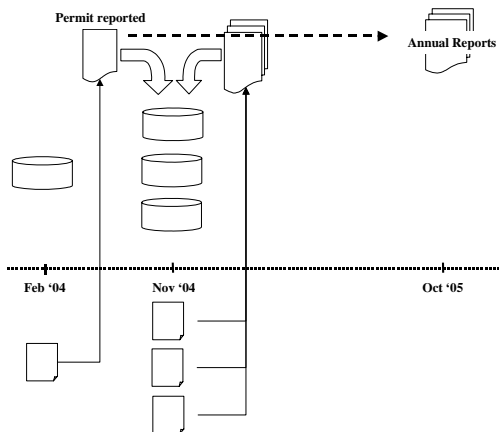 Permit reported
Annual Reports
Feb ‘04
Nov ‘04
Oct ‘05